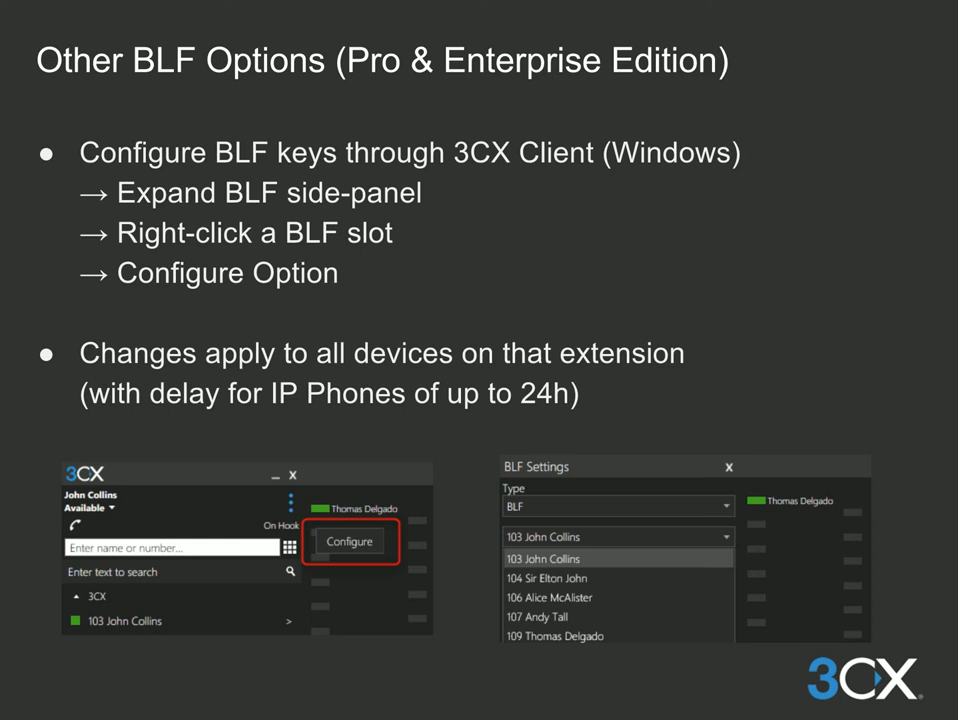 Other BLF Options (Pro & Enterprise Edition)
● Configure BLF keys through 3CX Client (Windows)
→ Expand BLF side-panel
→ Right-click a BLF slot
→ Configure Option
● Changes apply to all devices on that extension
(with delay for IP Phones of up to 24h)
3CX _ X
John Collins
Available
Thomas Delgado
On Hook
Configure
Enter name or number...
Enter text to search
3CX
103 John Collins >
BLF Settings X
Type
BLF
Thomas Delgado
103 John Collins
103 John Collins
104 Sir Elton John
106 Alice McAlister
107 Andy Tall
109 Thomas Delgado
3CX®